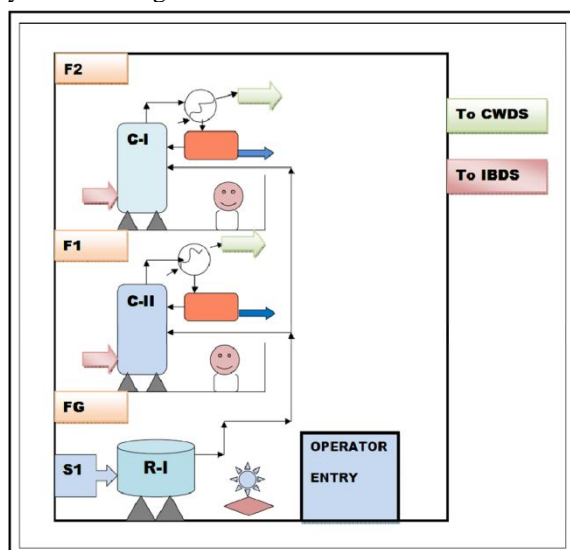 F2
To CWDS
C-I
To IBDS
F1
C-II
FG
OPERATOR
ENTRY
S1
R-I